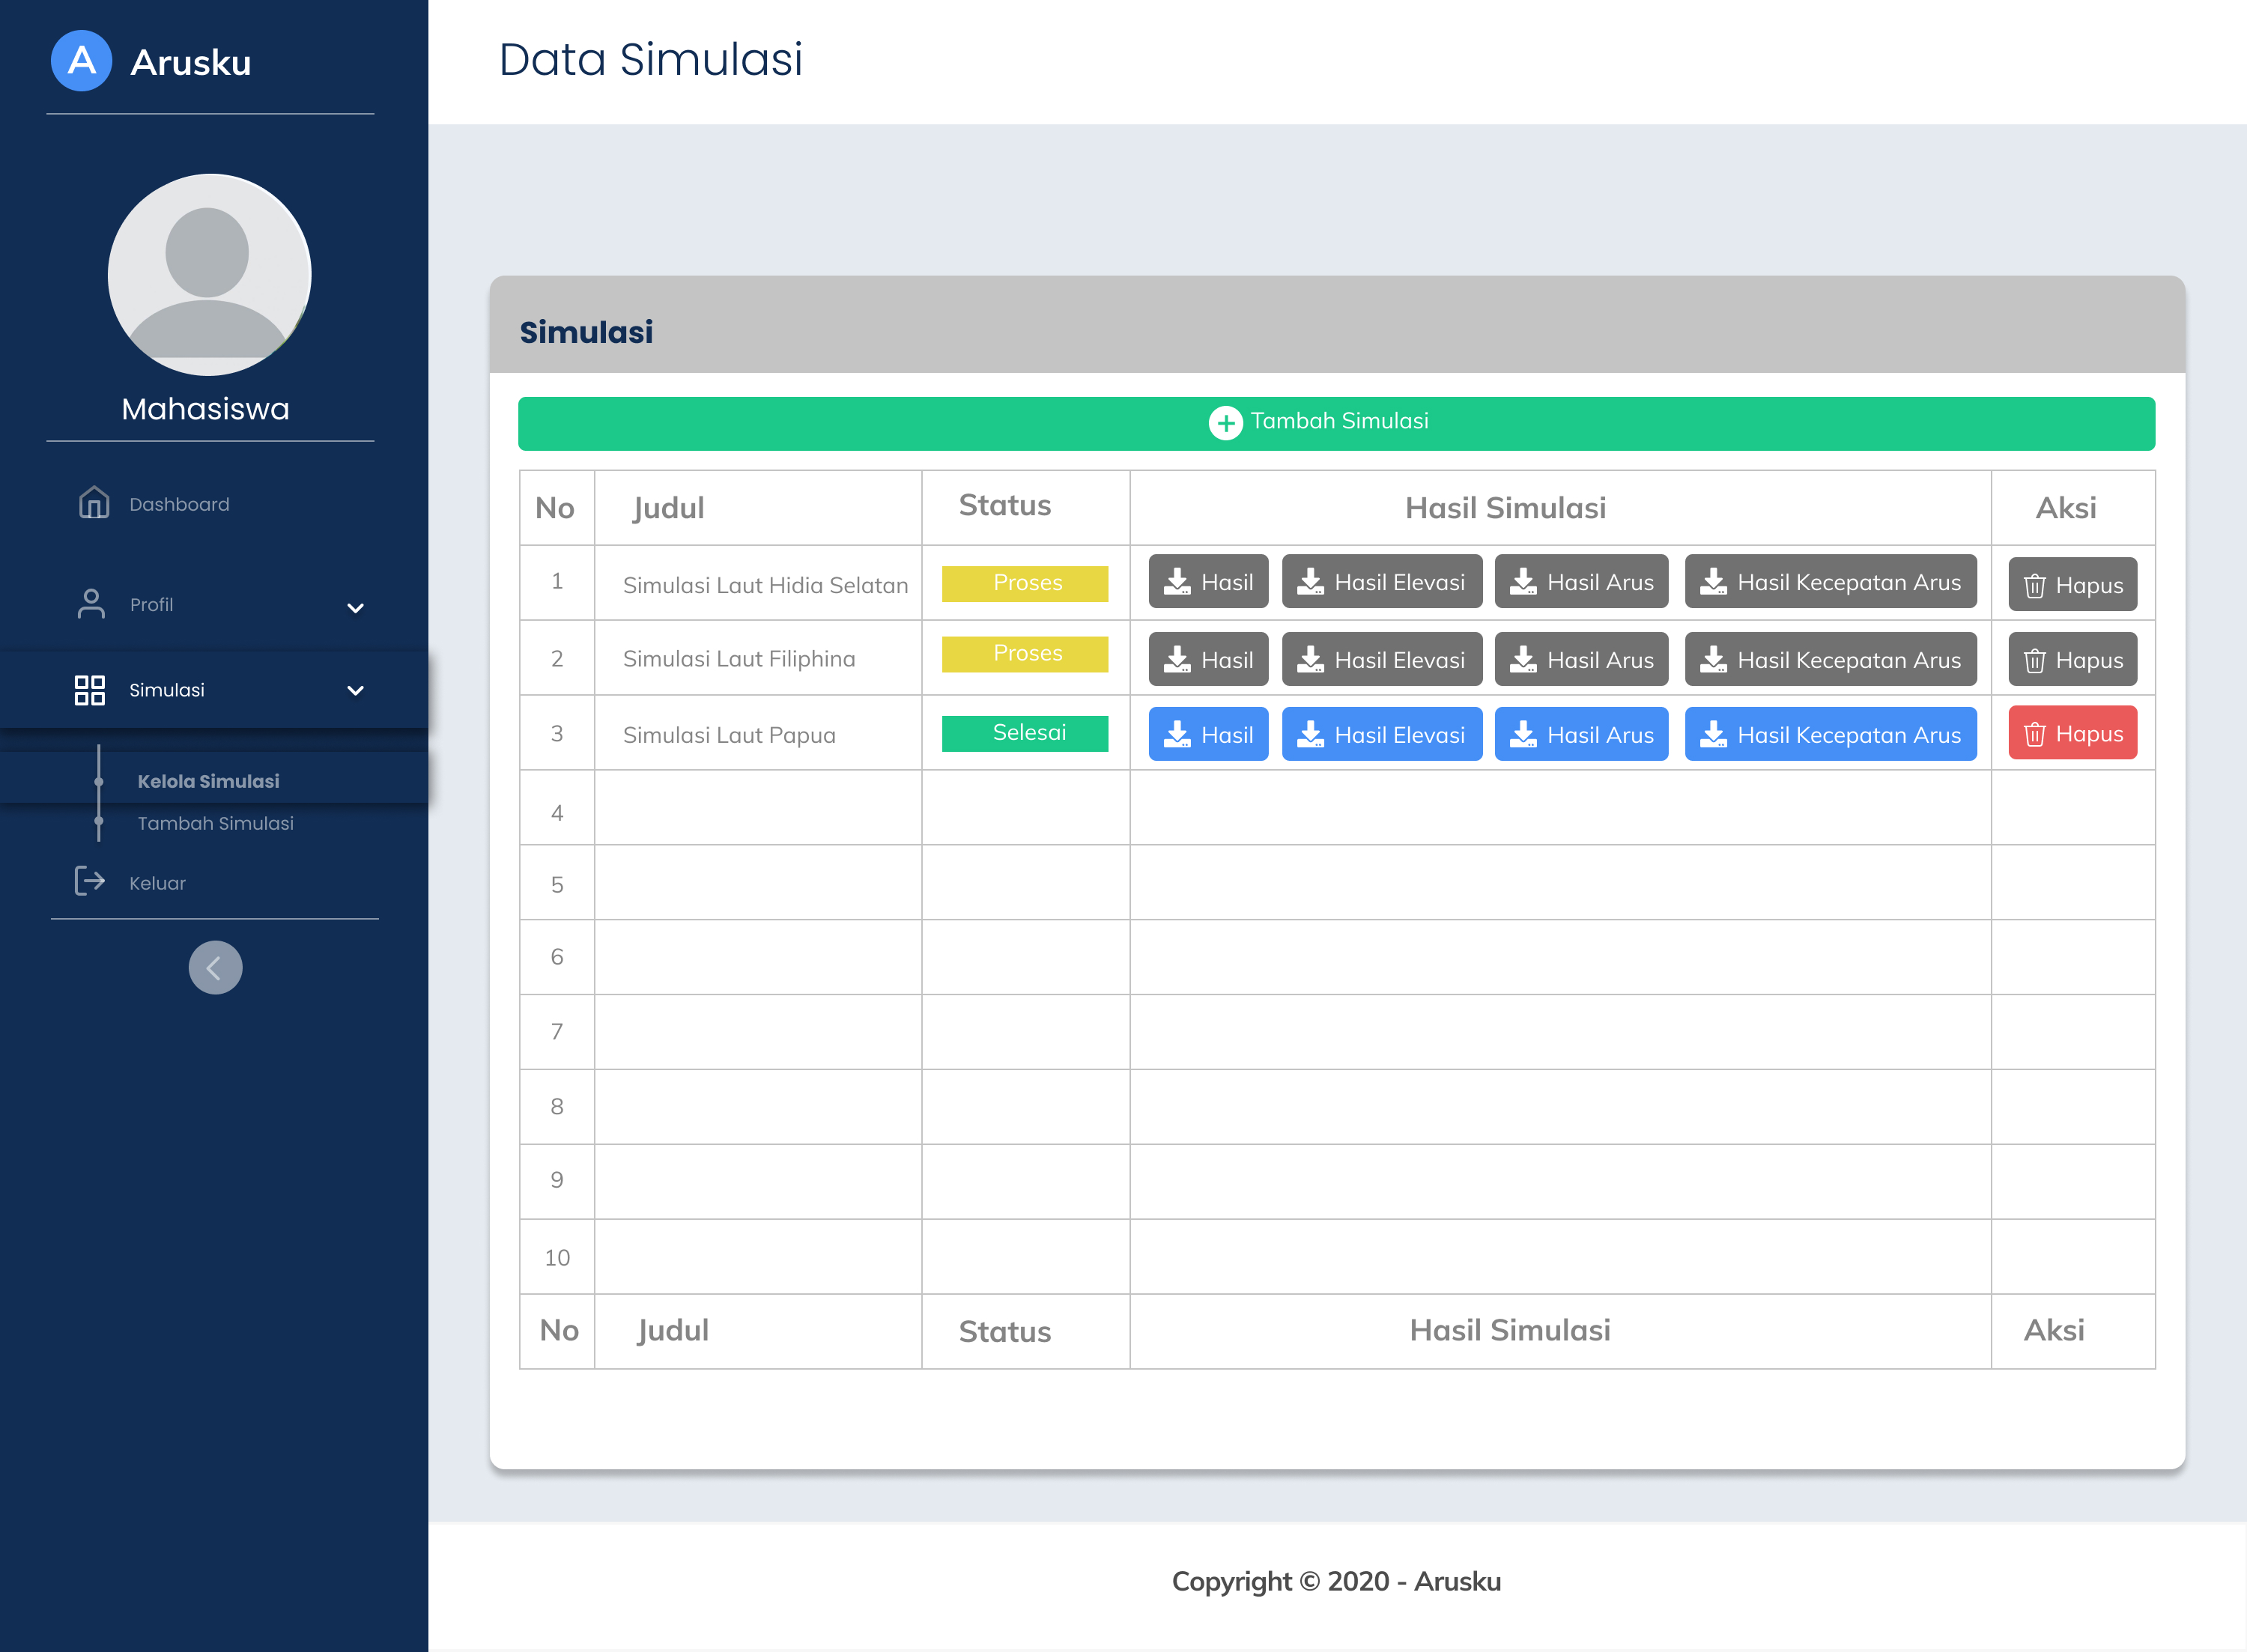 A Arusku
Data Simulasi
Mahasiswa
Dashboard
Profil
Simulasi
Kelola Simulasi
Tambah Simulasi
Keluar
Simulasi
Tambah Simulasi
No Judul Status Hasil Simulasi Aksi
1 Simulasi Laut Hidia Selatan Proses Hasil Hasil Elevasi Hasil Arus Hasil Kecepatan Arus Hapus
2 Simulasi Laut Filiphina Proses Hasil Hasil Elevasi Hasil Arus Hasil Kecepatan Arus Hapus
3 Simulasi Laut Papua Selesai Hasil Hasil Elevasi Hasil Arus Hasil Kecepatan Arus Hapus
4
5
6
7
8
9
10
No Judul Status Hasil Simulasi Aksi
Copyright © 2020 - Arusku